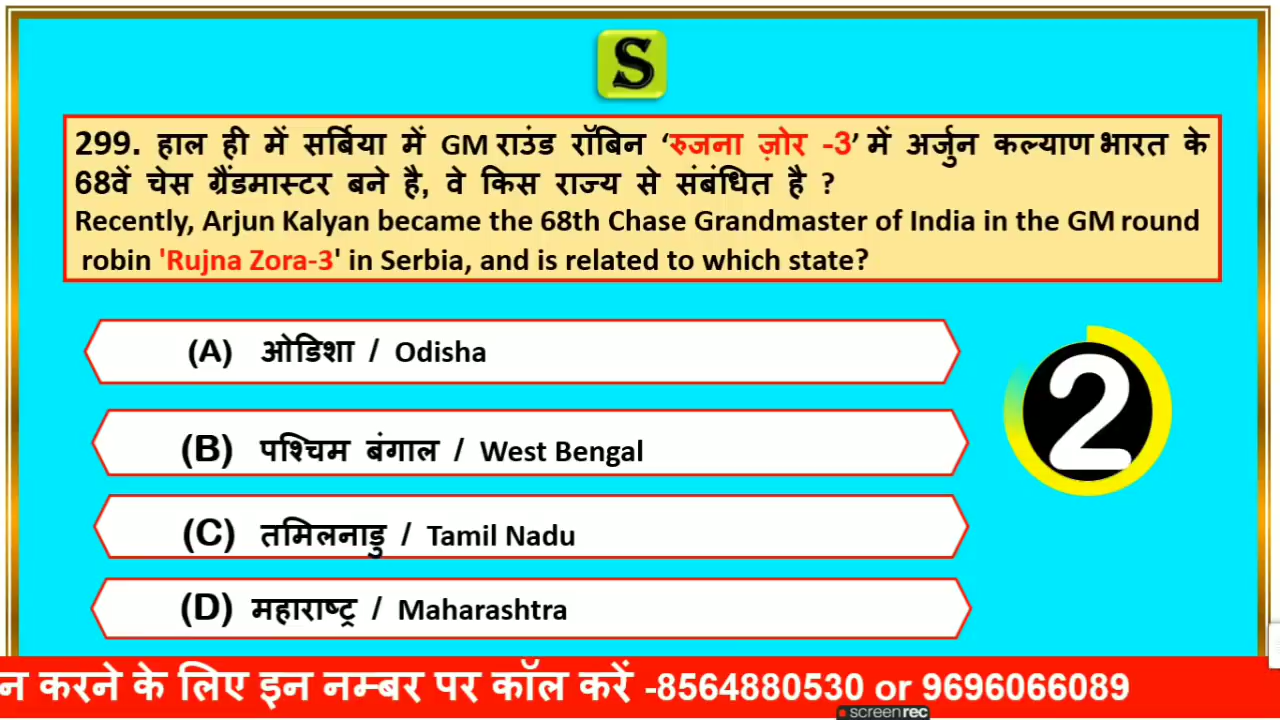 S
299. हाल ही में सर्बिया में GM राउंड रॉबिन ‘रुजना ज़ोर -3’ में अर्जुन कल्याण भारत के
68वें चेस ग्रैंडमास्टर बने है, वे किस राज्य से संबंधित है ?
Recently, Arjun Kalyan became the 68th Chase Grandmaster of India in the GM round
robin 'Rujna Zora-3' in Serbia, and is related to which state?
(A) ओडिशा / Odisha
(B) पश्चिम बंगाल / West Bengal
2
(C) तमिलनाडु / Tamil Nadu
(D) महाराष्ट्र / Maharashtra
न करने के लिए इन नम्बर पर कॉल करें -8564880530 or 9696066089
screenrec